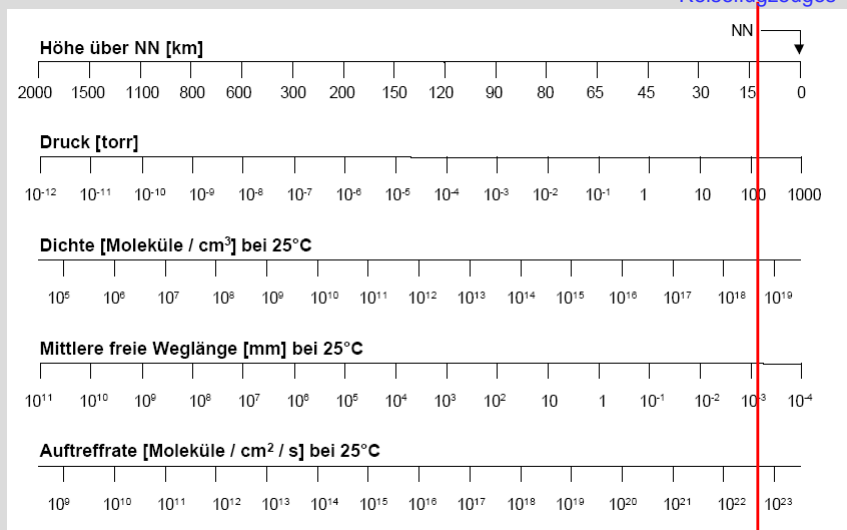 Reiseflugzeuges
NN
Höhe über NN [km]
2000 1500 1100 800 600 300 200 150 120 90 80 65 45 30 15 0
Druck [torr]
10⁻¹² 10⁻¹¹ 10⁻¹⁰ 10⁻⁹ 10⁻⁸ 10⁻⁷ 10⁻⁶ 10⁻⁵ 10⁻⁴ 10⁻³ 10⁻² 10⁻¹ 1 10 100 1000
Dichte [Moleküle / cm³] bei 25°C
10⁵ 10⁶ 10⁷ 10⁸ 10⁹ 10¹⁰ 10¹¹ 10¹² 10¹³ 10¹⁴ 10¹⁵ 10¹⁶ 10¹⁷ 10¹⁸ 10¹⁹
Mittlere freie Weglänge [mm] bei 25°C
10¹¹ 10¹⁰ 10⁹ 10⁸ 10⁷ 10⁶ 10⁵ 10⁴ 10³ 10² 10 1 10⁻¹ 10⁻² 10⁻³ 10⁻⁴
Auftreffrate [Moleküle / cm² / s] bei 25°C
10⁹ 10¹⁰ 10¹¹ 10¹² 10¹³ 10¹⁴ 10¹⁵ 10¹⁶ 10¹⁷ 10¹⁸ 10¹⁹ 10²⁰ 10²¹ 10²² 10²³